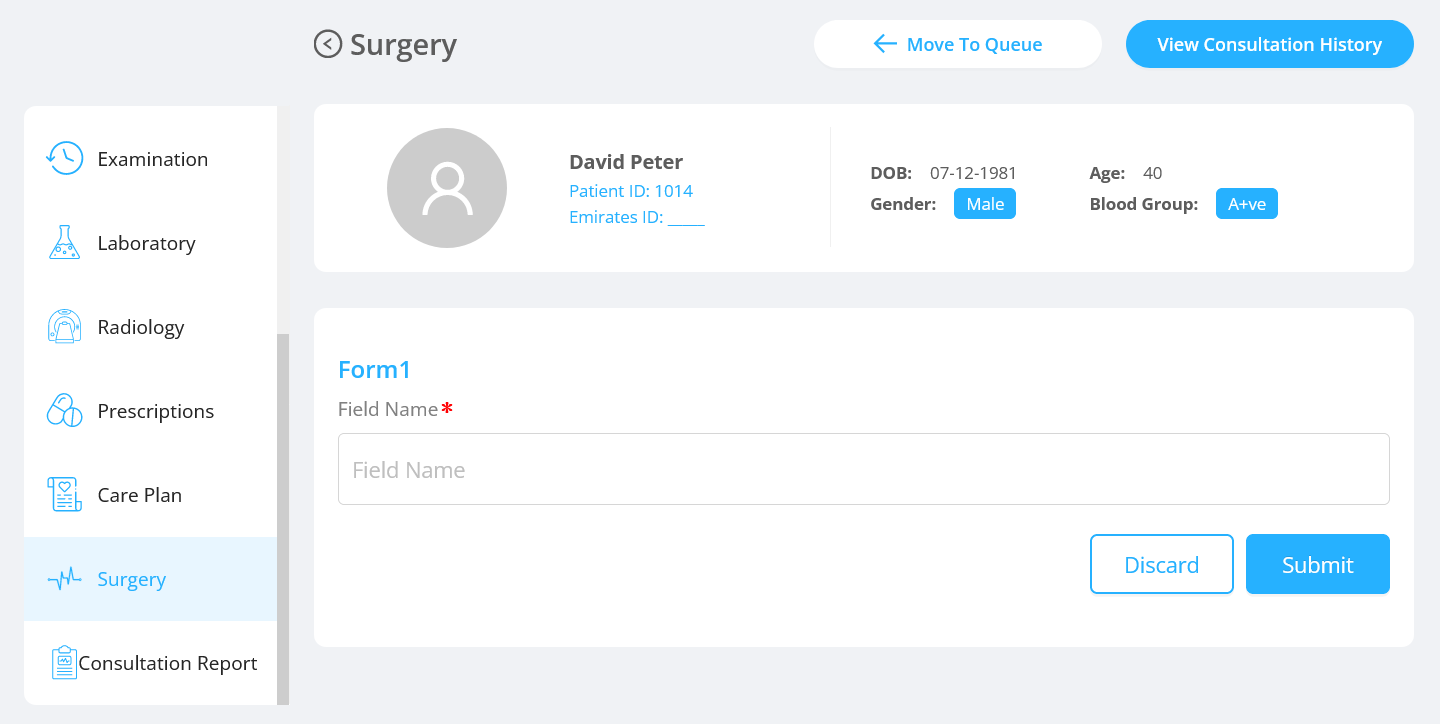 Surgery
Move To Queue
View Consultation History
Examination
Laboratory
Radiology
Prescriptions
Care Plan
Surgery
Consultation Report
David Peter
Patient ID: 1014
Emirates ID: _____
DOB: 07-12-1981
Age: 40
Gender: Male
Blood Group: A+ve
Form1
Field Name*
Field Name
Discard
Submit